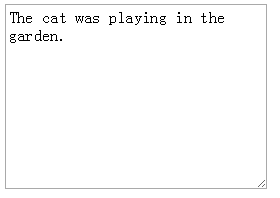 The cat was playing in the
garden.